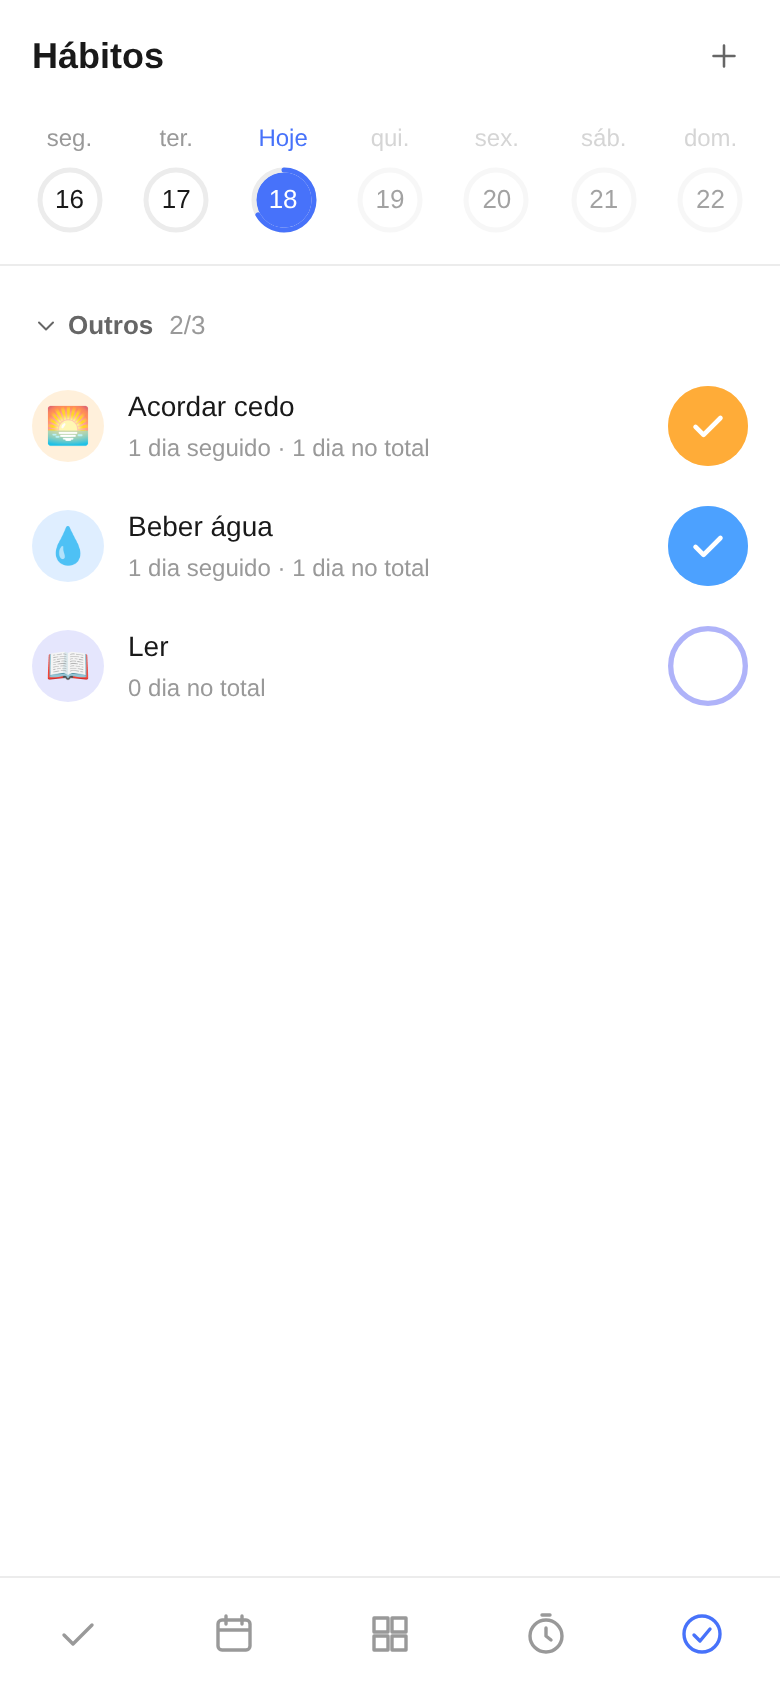 Hábitos
seg. ter. Hoje qui. sex. sáb. dom.
16 17 18 19 20 21 22
Outros 2/3
Acordar cedo
1 dia seguido · 1 dia no total
Beber água
1 dia seguido · 1 dia no total
Ler
0 dia no total